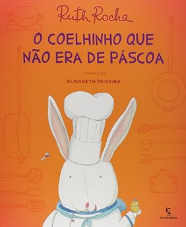 Ruth Rocha
O COELHINHO QUE
NÃO ERA DE PÁSCOA